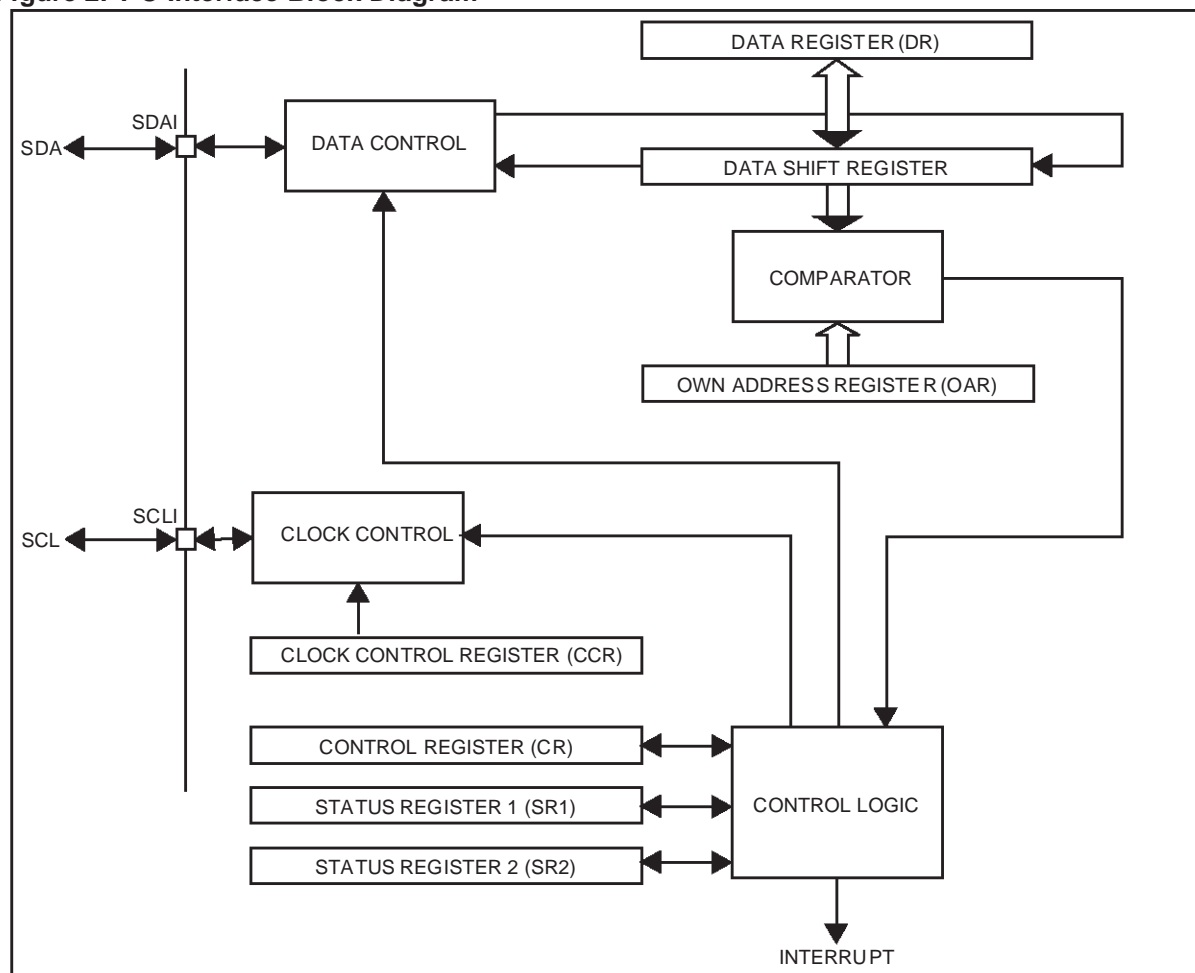 DATA REGISTER (DR)
SDAI
SDA
DATA CONTROL
DATA SHIFT REGISTER
COMPARATOR
OWN ADDRESS REGISTER (OAR)
SCLI
SCL
CLOCK CONTROL
CLOCK CONTROL REGISTER (CCR)
CONTROL REGISTER (CR)
STATUS REGISTER 1 (SR1)
CONTROL LOGIC
STATUS REGISTER 2 (SR2)
INTERRUPT